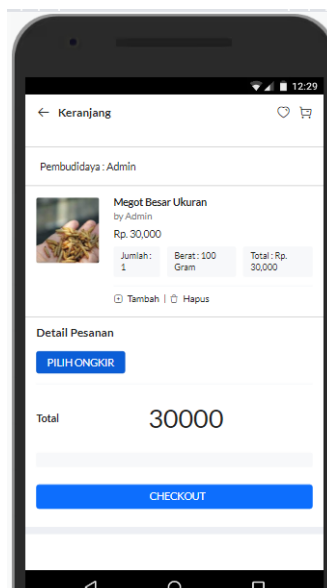 12:29
Keranjang
Pembudidaya : Admin
Megot Besar Ukuran
by Admin
Rp. 30,000
Jumlah : 1
Berat : 100 Gram
Total : Rp. 30,000
Tambah | Hapus
Detail Pesanan
PILIH ONGKIR
Total 30000
CHECKOUT